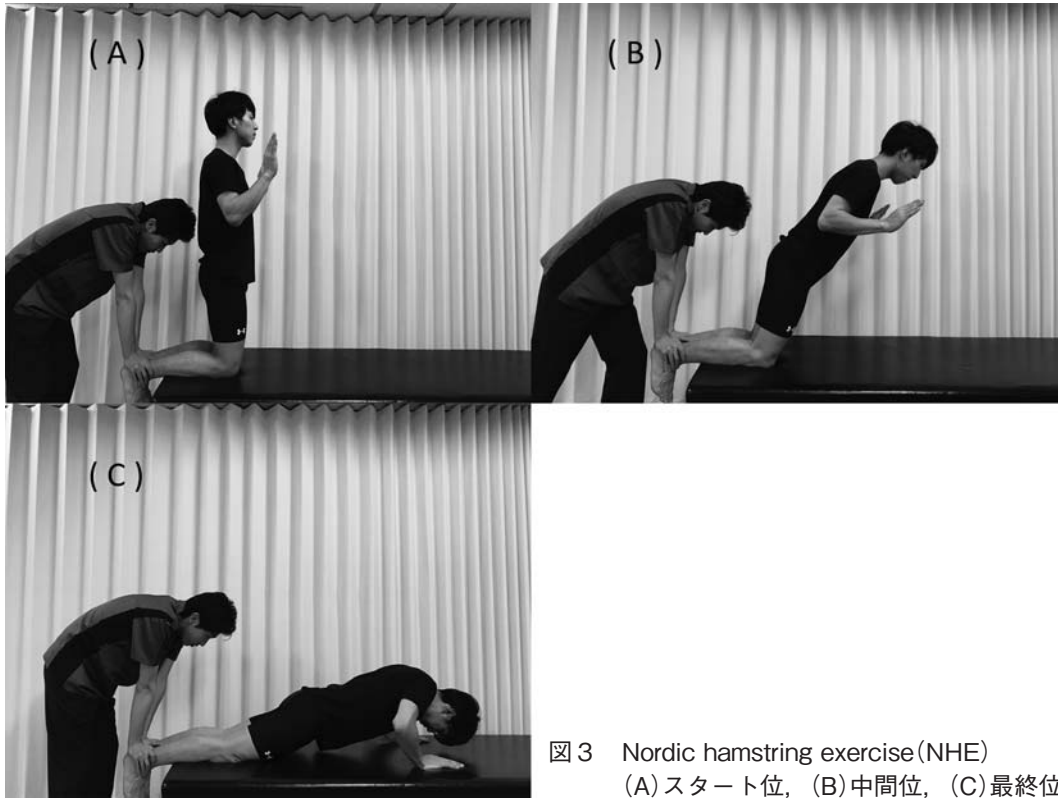 ( A )
( B )
( C )
図3 Nordic hamstring exercise(NHE)
(A)スタート位, (B)中間位, (C)最終位